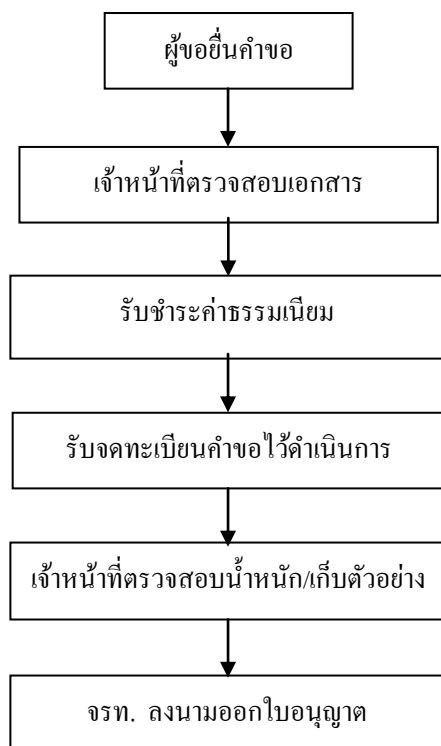 ผู้ขอยื่นคำขอ
เจ้าหน้าที่ตรวจสอบเอกสาร
รับชำระค่าธรรมเนียม
รับจดทะเบียนคำขอไว้ดำเนินการ
เจ้าหน้าที่ตรวจสอบน้ำหนัก/เก็บตัวอย่าง
จรท. ลงนามออกใบอนุญาต